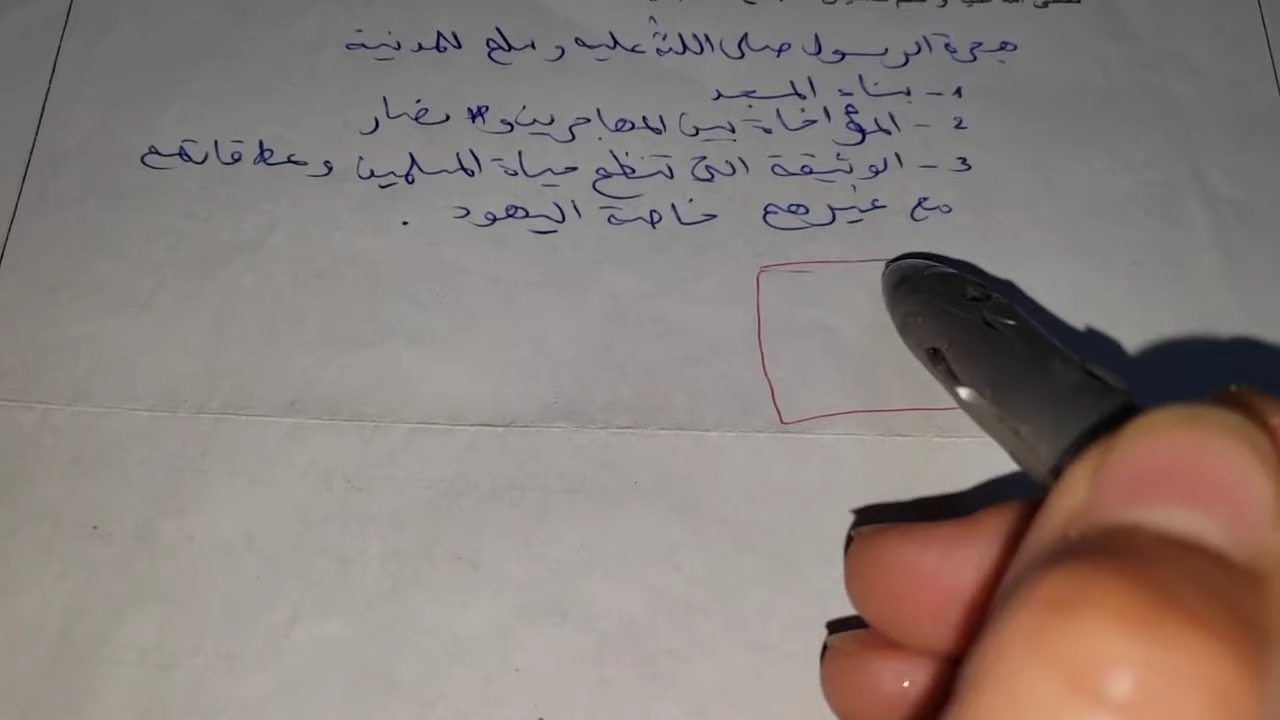 هجرة الرسول صلى الله عليه وسلم للمدنية
1- بناء المسجد
2- المؤاخاة بين المهاجرين والأنصار
3- الوثيقة التي تنظم حياة المسلمين وعلاقاتهم
مع غيرهم خاصة اليهود .